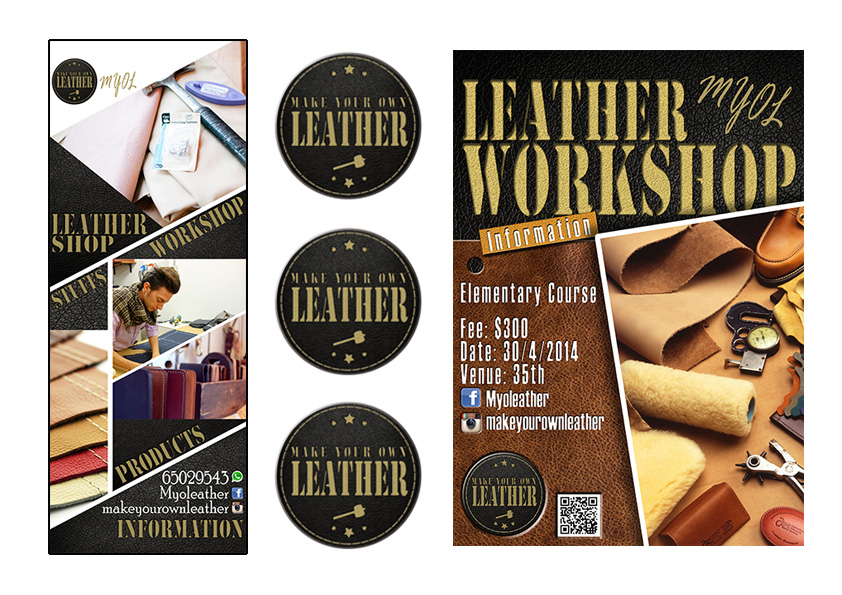 MAKE YOUR OWN
LEATHER
MYOL
LEATHER
SHOP
WORKSHOP
STUFFS
PRODUCTS
65029543
Myoleather
makeyourownleather
INFORMATION
MAKE YOUR OWN
LEATHER
MAKE YOUR OWN
LEATHER
MAKE YOUR OWN
LEATHER
LEATHER
MYOL
WORKSHOP
Information
Elementary Course
Fee: $300
Date: 30/4/2014
Venue: 35th
Myoleather
makeyourownleather
MAKE YOUR OWN
LEATHER